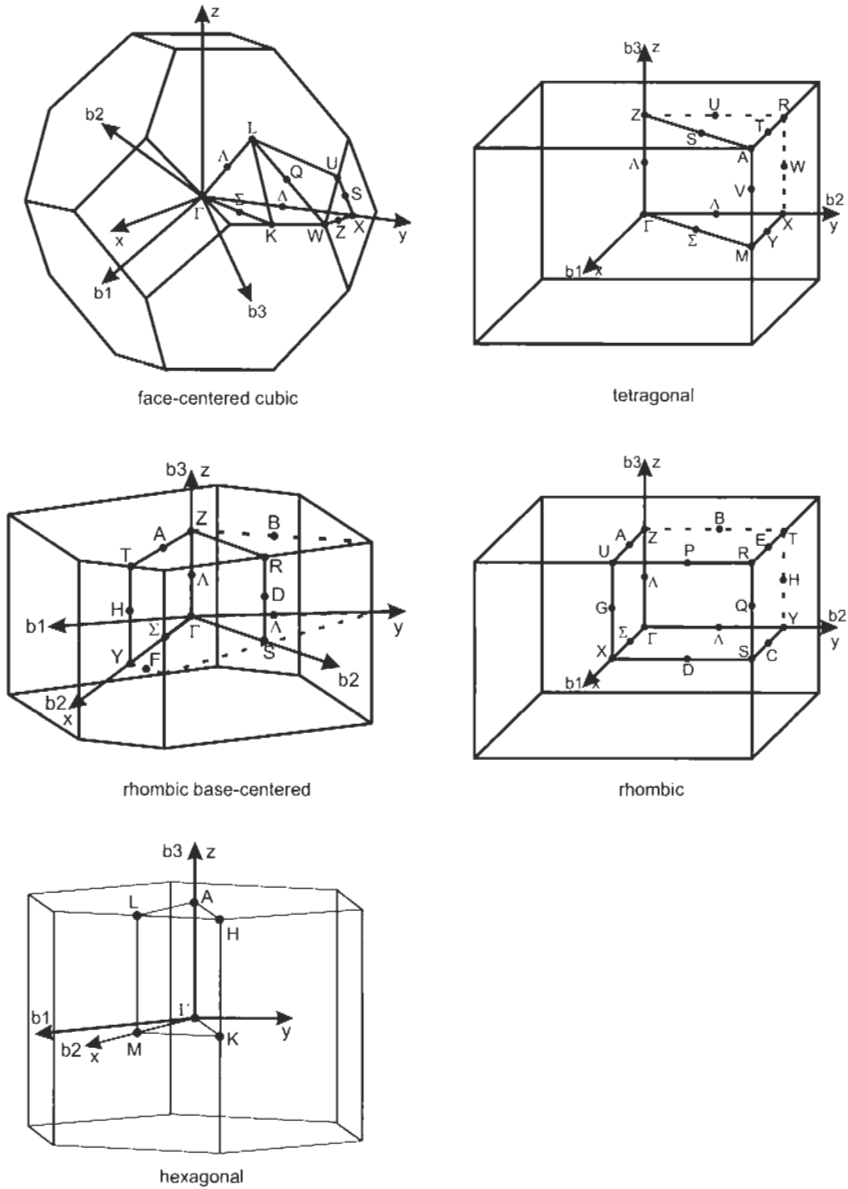 z
b2
L
Λ
Q
U
S
Γ
Σ
Λ
X
K
W
Z
y
x
b1
b3
face-centered cubic
b3 z
Z
U
R
S
T
A
Λ
W
V
b2
Γ
Λ
X
y
Σ
M
Y
b1
x
tetragonal
b3
z
Z
B
A
T
R
Λ
H
D
b1
Σ
Γ
Λ
y
Y
F
S
b2
b2
x
rhombic base-centered
b3 z
Z
B
A
E
T
U
P
R
Λ
H
G
Q
b2
Σ
Γ
Λ
Y
y
X
D
S
C
b1
x
rhombic
b3
z
L
A
H
Γ
b1
y
b2
x
M
K
hexagonal